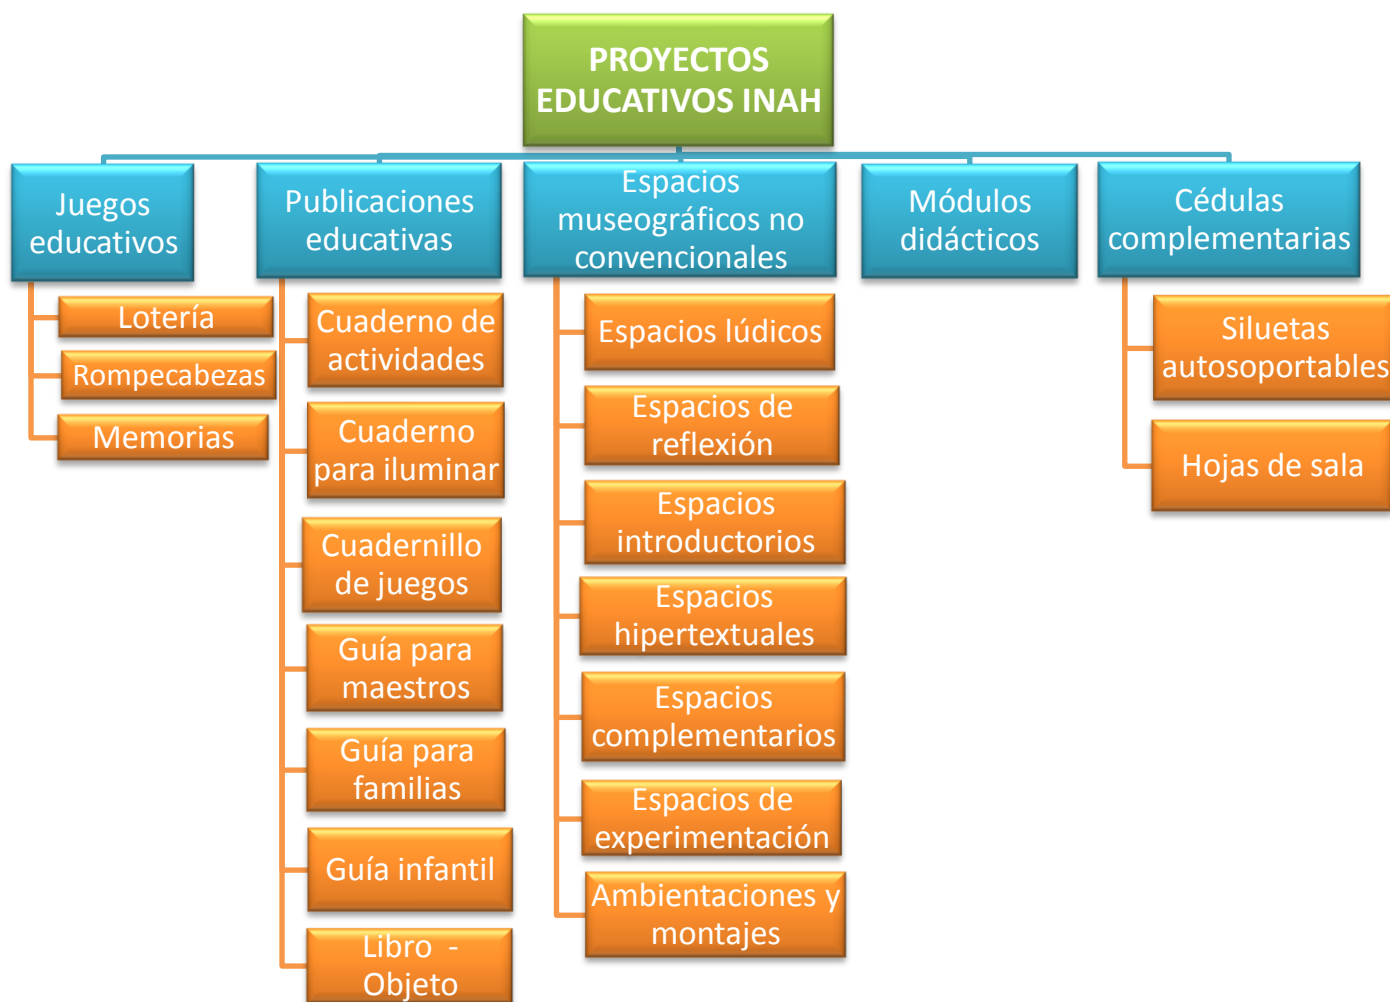 PROYECTOS
EDUCATIVOS INAH
Juegos
educativos
Lotería
Rompecabezas
Memorias
Publicaciones
educativas
Cuaderno de
actividades
Cuaderno
para iluminar
Cuadernillo
de juegos
Guía para
maestros
Guía para
familias
Guía infantil
Libro -
Objeto
Espacios
museográficos no
convencionales
Espacios lúdicos
Espacios de
reflexión
Espacios
introductorios
Espacios
hipertextuales
Espacios
complementarios
Espacios de
experimentación
Ambientaciones y
montajes
Módulos
didácticos
Cédulas
complementarias
Siluetas
autosoportables
Hojas de sala